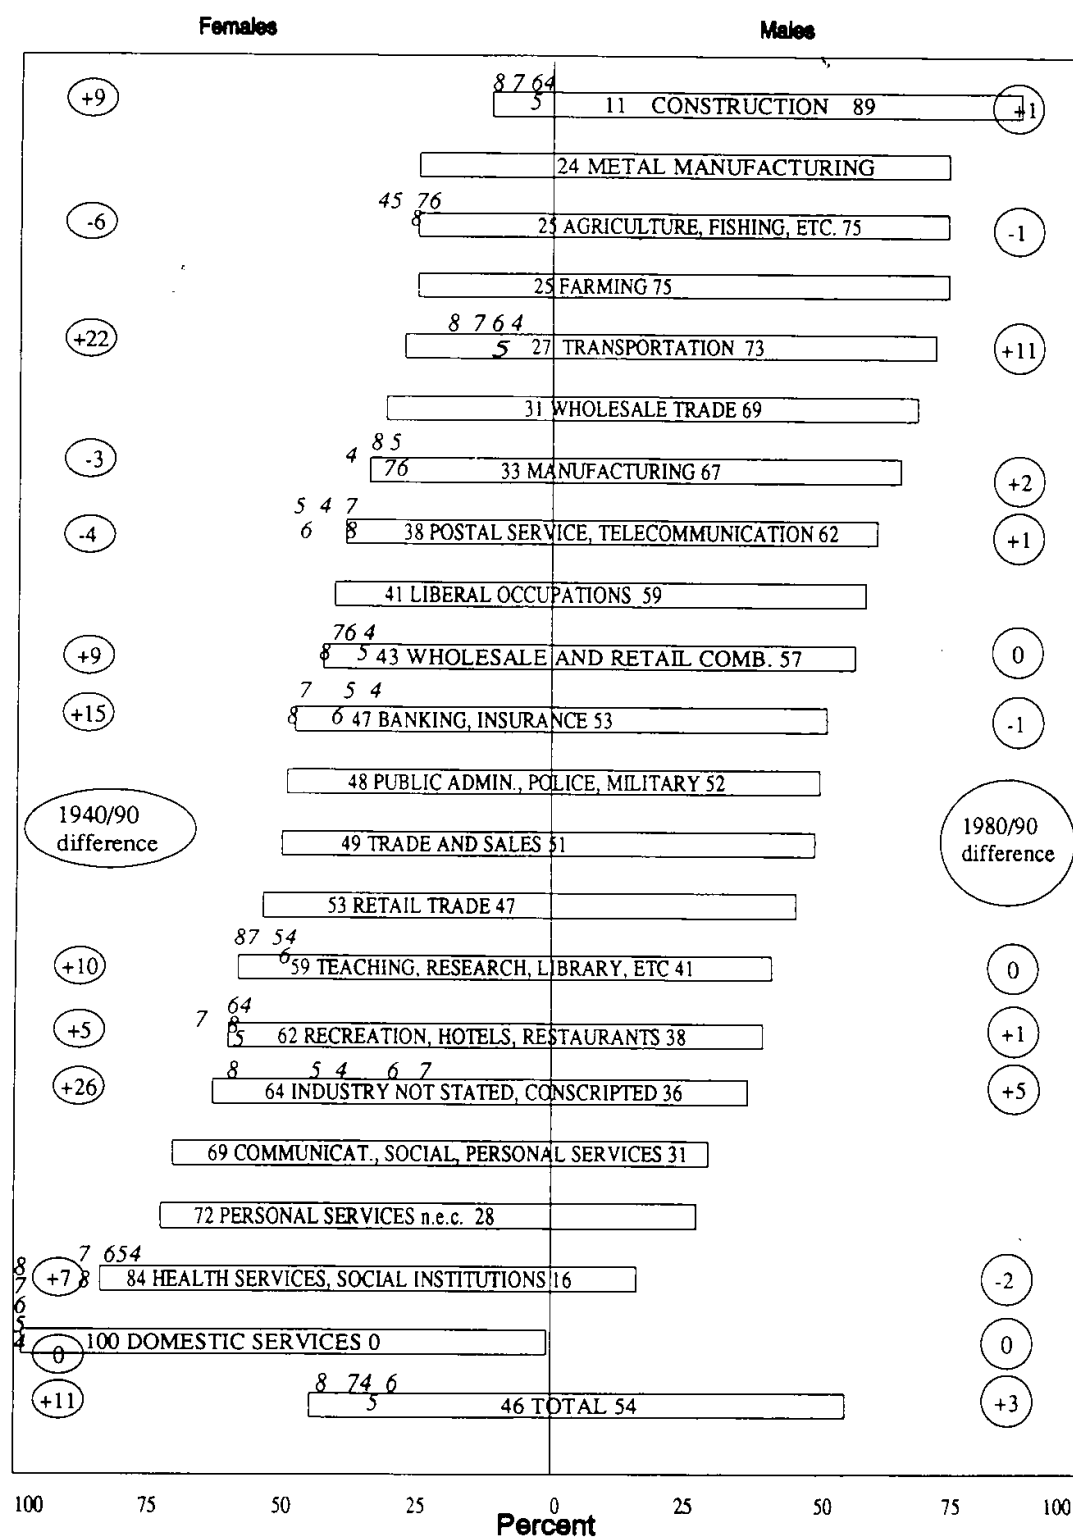 Females Males
8 7 64
+9 5 11 CONSTRUCTION 89 +1
24 METAL MANUFACTURING
45 76
-6 8 25 AGRICULTURE, FISHING, ETC. 75 -1
25 FARMING 75
8 7 6 4
+22 5 27 TRANSPORTATION 73 +11
31 WHOLESALE TRADE 69
4 8 5
-3 76 33 MANUFACTURING 67 +2
5 4 7
-4 6 8 38 POSTAL SERVICE, TELECOMMUNICATION 62 +1
41 LIBERAL OCCUPATIONS 59
76 4
+9 8 5 43 WHOLESALE AND RETAIL COMB. 57 0
7 5 4
+15 8 6 47 BANKING, INSURANCE 53 -1
48 PUBLIC ADMIN., POLICE, MILITARY 52
1940/90
difference
1980/90
difference
49 TRADE AND SALES 51
53 RETAIL TRADE 47
87 54
+10 6 59 TEACHING, RESEARCH, LIBRARY, ETC 41 0
64
7 8
+5 5 62 RECREATION, HOTELS, RESTAURANTS 38 +1
8 5 4 6 7
+26 64 INDUSTRY NOT STATED, CONSCRIPTED 36 +5
69 COMMUNICAT., SOCIAL, PERSONAL SERVICES 31
72 PERSONAL SERVICES n.e.c. 28
7 654
8 +7 8 84 HEALTH SERVICES, SOCIAL INSTITUTIONS 16 -2
7
6
5
4 0 100 DOMESTIC SERVICES 0 0
8 74 6
+11 5 46 TOTAL 54 +3
100 75 50 25 0 25 50 75 100
Percent